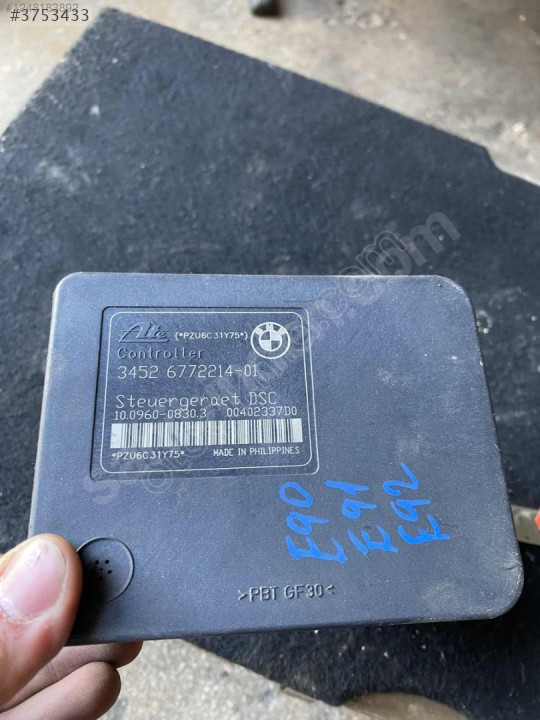 #3753433
Ate (*PZU6C31Y75*) BMW
Controller
3452 6772214-01
Steuergeraet DSC
10.0960-0830.3 00402337D0
*PZU6C31Y75* MADE IN PHILIPPINES
E90
E91
E92
>PBT GF30<